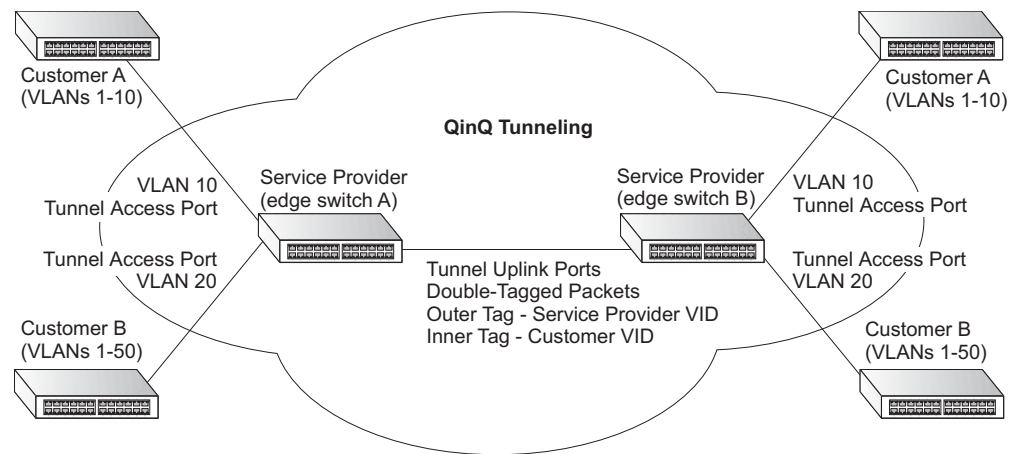 Customer A
(VLANs 1-10)
Customer A
(VLANs 1-10)
QinQ Tunneling
VLAN 10
Tunnel Access Port
Service Provider
(edge switch A)
Service Provider
(edge switch B)
VLAN 10
Tunnel Access Port
Tunnel Access Port
VLAN 20
Tunnel Uplink Ports
Double-Tagged Packets
Outer Tag - Service Provider VID
Inner Tag - Customer VID
Tunnel Access Port
VLAN 20
Customer B
(VLANs 1-50)
Customer B
(VLANs 1-50)